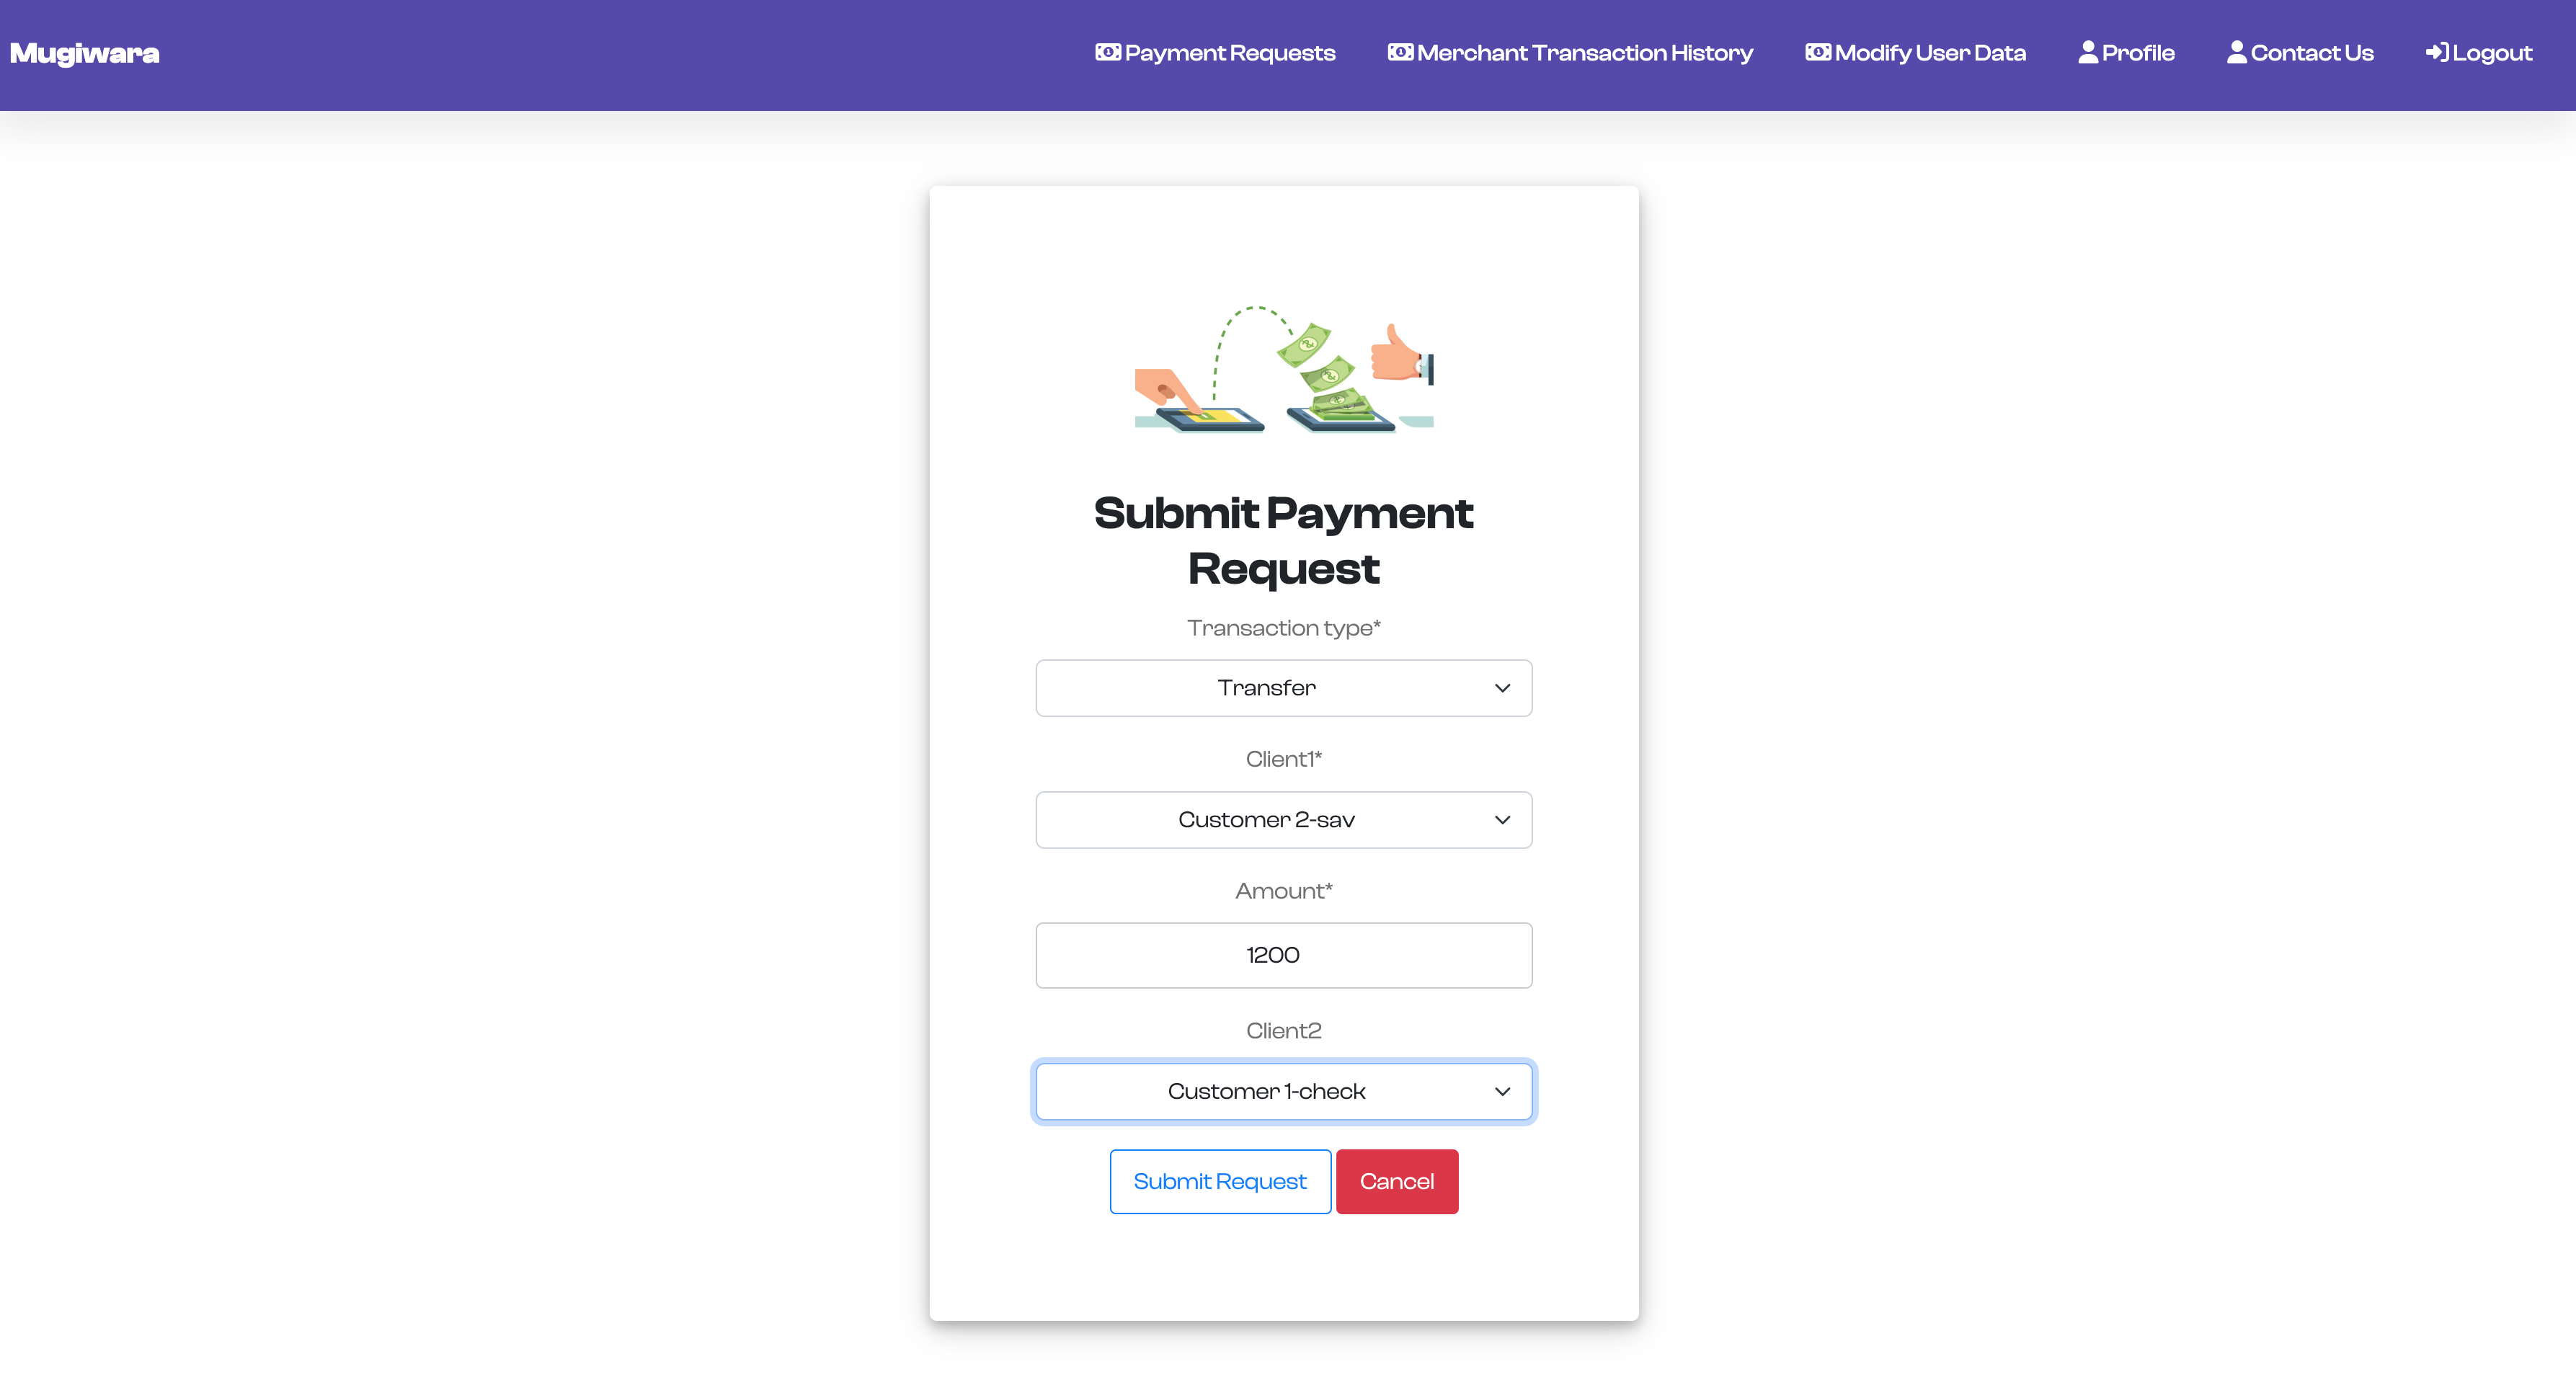 Mugiwara
Payment Requests
Merchant Transaction History
Modify User Data
Profile
Contact Us
Logout
Submit Payment
Request
Transaction type*
Transfer
Client1*
Customer 2-sav
Amount*
1200
Client2
Customer 1-check
Submit Request
Cancel